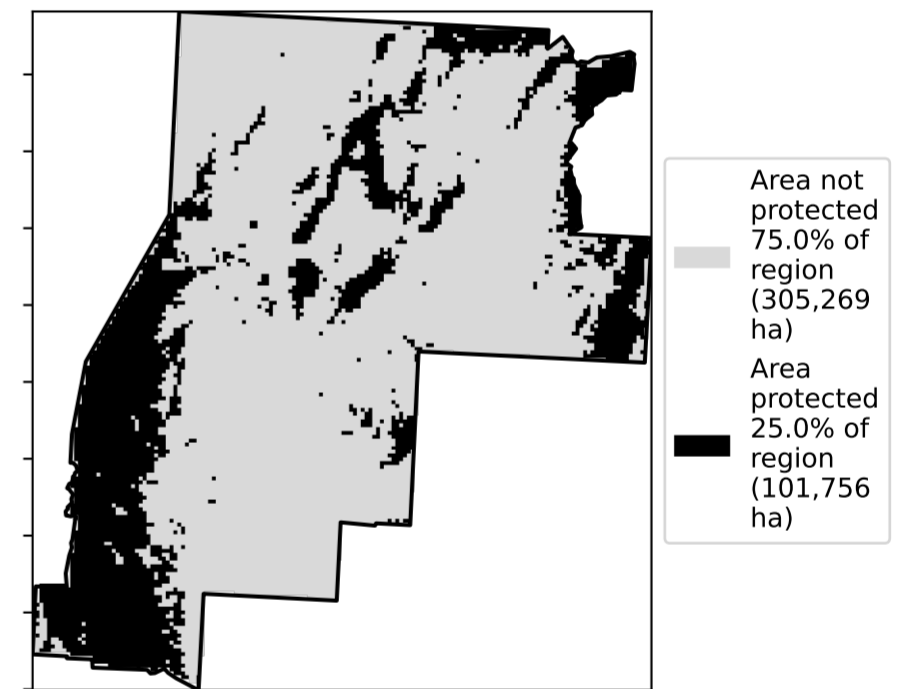 Area not
protected
75.0% of
region
(305,269
ha)
Area
protected
25.0% of
region
(101,756
ha)